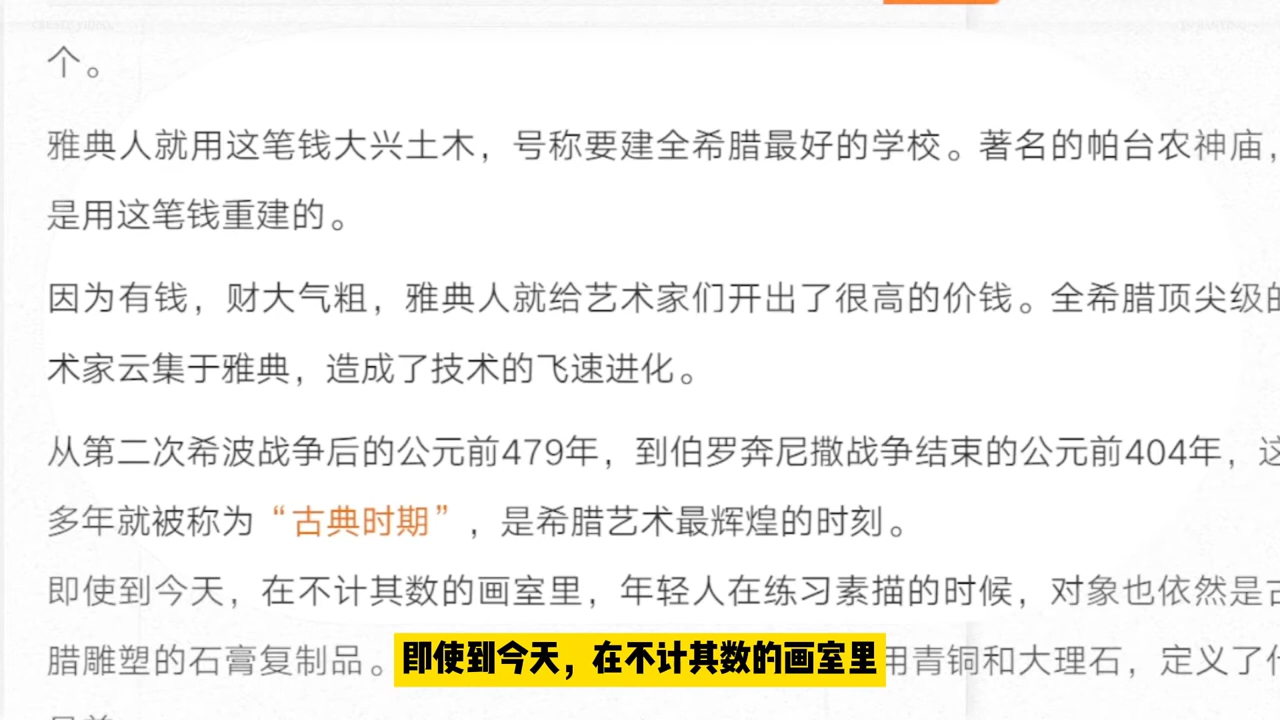 个。
雅典人就用这笔钱大兴土木，号称要建全希腊最好的学校。著名的帕台农神庙，
是用这笔钱重建的。
因为有钱，财大气粗，雅典人就给艺术家们开出了很高的价钱。全希腊顶尖级的
术家云集于雅典，造成了技术的飞速进化。
从第二次希波战争后的公元前479年，到伯罗奔尼撒战争结束的公元前404年，这
多年就被称为“古典时期”，是希腊艺术最辉煌的时刻。
即使到今天，在不计其数的画室里，年轻人在练习素描的时候，对象也依然是古
腊雕塑的石膏复制品。
用青铜和大理石，定义了
即使到今天，在不计其数的画室里